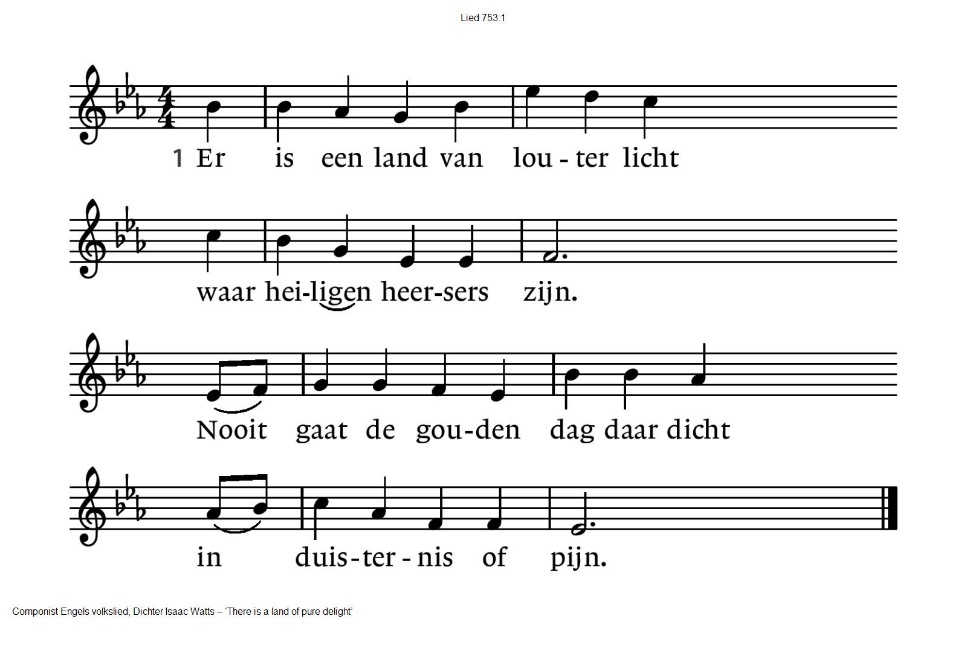 Lied 753:1
1 Er is een land van lou - ter licht
waar hei-ligen heer-sers zijn.
Nooit gaat de gou-den dag daar dicht
in duis-ter - nis of pijn.
Componist Engels volkslied, Dichter Isaac Watts – ‘There is a land of pure delight’